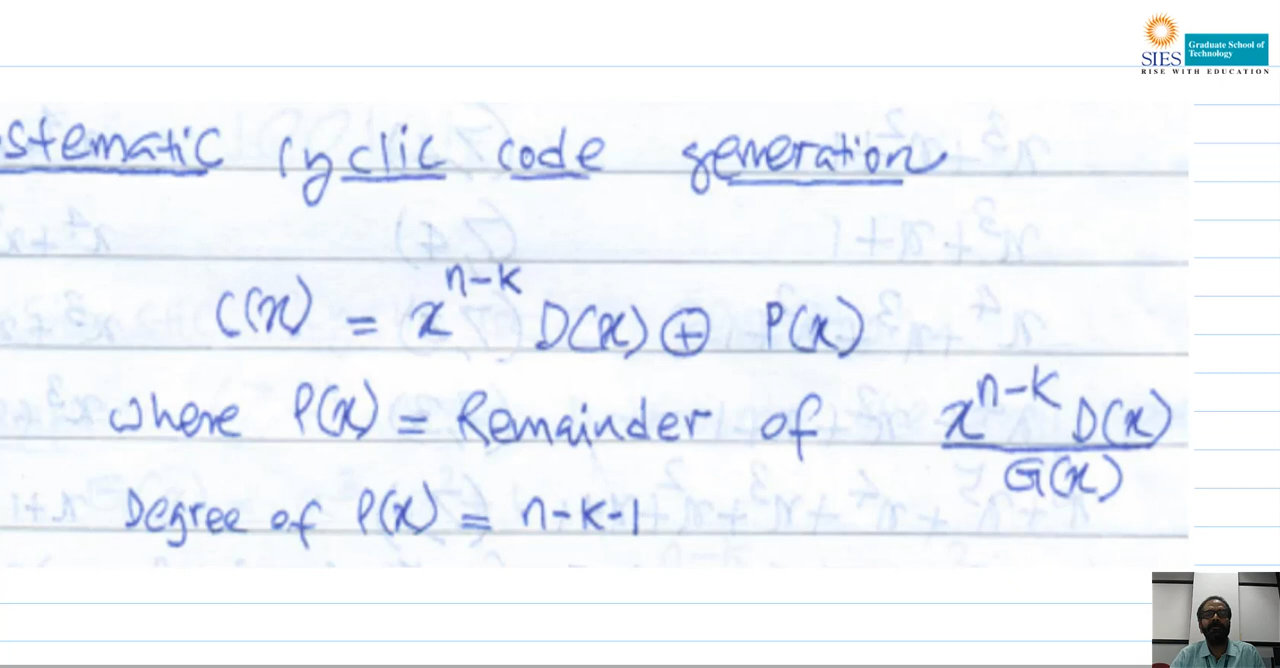 SIES
Graduate School of
Technology
RISE WITH EDUCATION
stematic cyclic code generation
C(x) = x^{n-k} D(x) ⊕ P(x)
where P(x) = Remainder of x^{n-k} D(x) / G(x)
Degree of P(x) = n-k-1